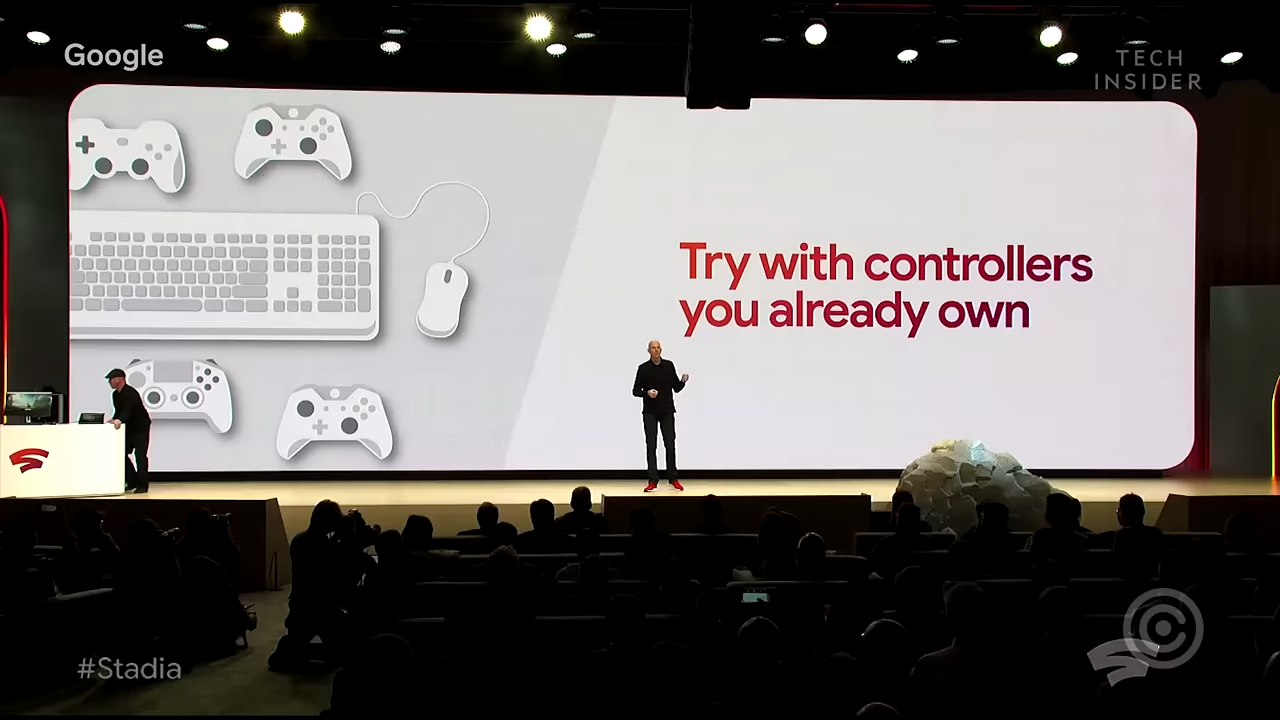 Google
TECH
INSIDER
Try with controllers
you already own
#Stadia